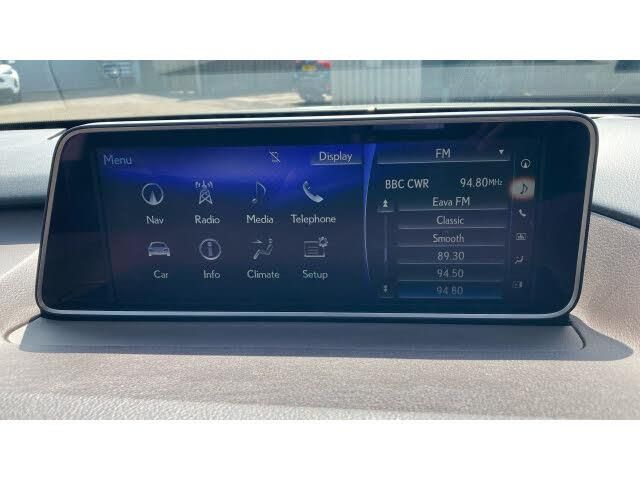 Menu
Display
Nav Radio Media Telephone
Car Info Climate Setup
FM
BBC CWR 94.80MHz
Eava FM
Classic
Smooth
89.30
94.50
94.80